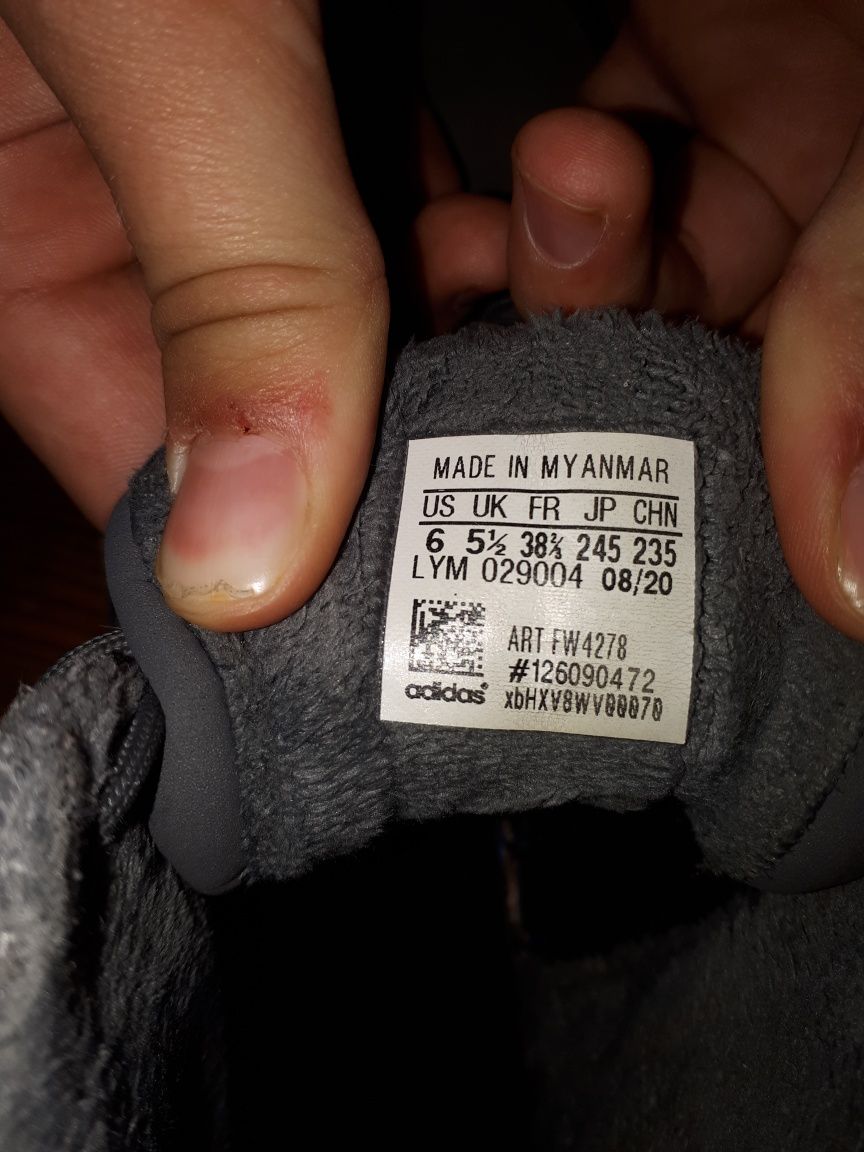 MADE IN MYANMAR
US UK FR JP CHN
6 5½ 38⅔ 245 235
LYM 029004 08/20
ART FW4278
#126090472
adidas® xbHXV8WV00070